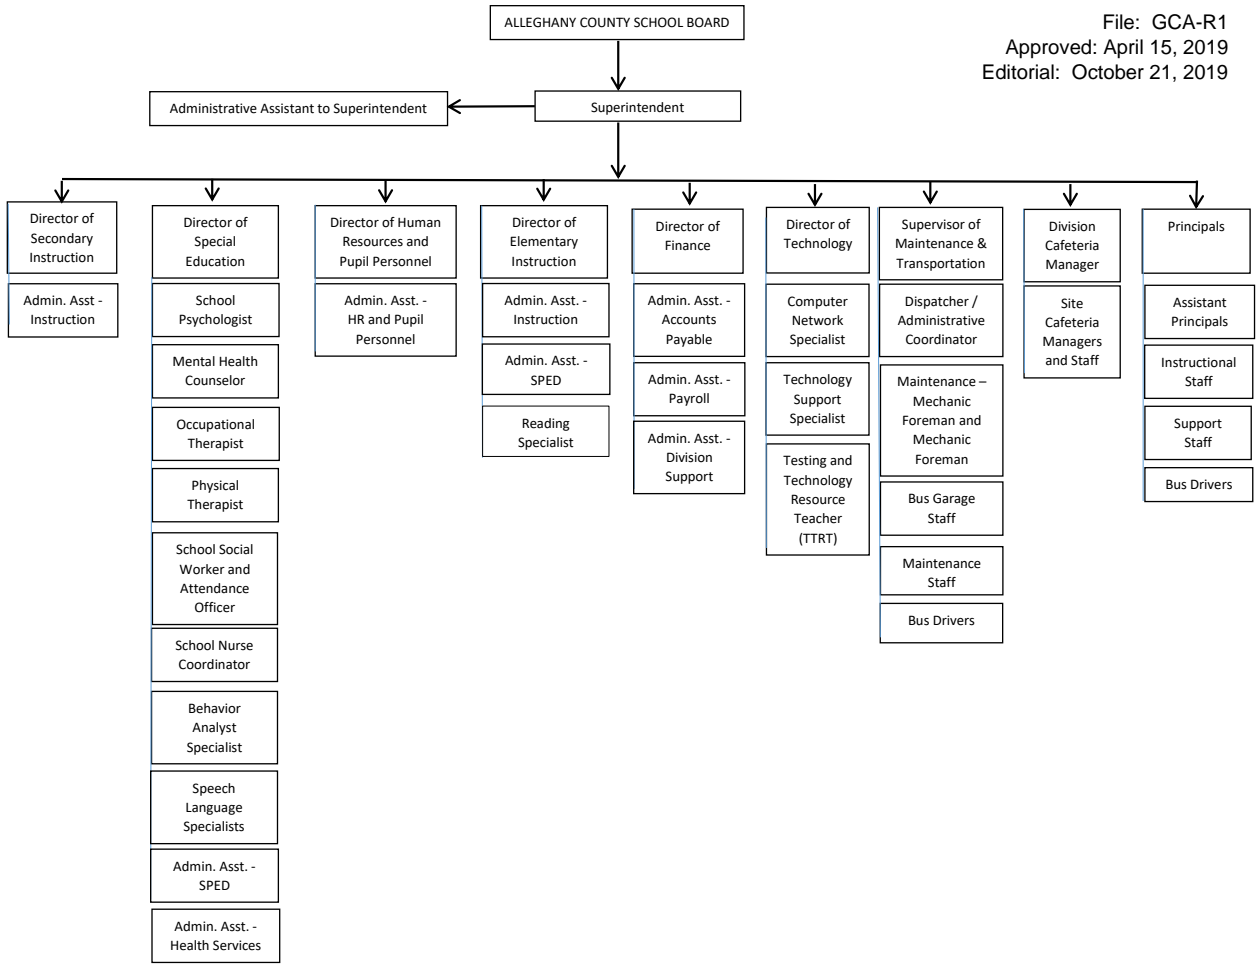 ALLEGHANY COUNTY SCHOOL BOARD
File: GCA-R1
Approved: April 15, 2019
Editorial: October 21, 2019
Administrative Assistant to Superintendent
Superintendent
Director of
Secondary
Instruction
Admin. Asst -
Instruction
Director of
Special
Education
School
Psychologist
Mental Health
Counselor
Occupational
Therapist
Physical
Therapist
School Social
Worker and
Attendance
Officer
School Nurse
Coordinator
Behavior
Analyst
Specialist
Speech
Language
Specialists
Admin. Asst. -
SPED
Admin. Asst. -
Health Services
Director of Human
Resources and
Pupil Personnel
Admin. Asst. -
HR and Pupil
Personnel
Director of
Elementary
Instruction
Admin. Asst. -
Instruction
Admin. Asst. -
SPED
Reading
Specialist
Director of
Finance
Admin. Asst. -
Accounts
Payable
Admin. Asst. -
Payroll
Admin. Asst. -
Division
Support
Director of
Technology
Computer
Network
Specialist
Technology
Support
Specialist
Testing and
Technology
Resource
Teacher
(TTRT)
Supervisor of
Maintenance &
Transportation
Dispatcher /
Administrative
Coordinator
Maintenance –
Mechanic
Foreman and
Mechanic
Foreman
Bus Garage
Staff
Maintenance
Staff
Bus Drivers
Division
Cafeteria
Manager
Site
Cafeteria
Managers
and Staff
Principals
Assistant
Principals
Instructional
Staff
Support
Staff
Bus Drivers